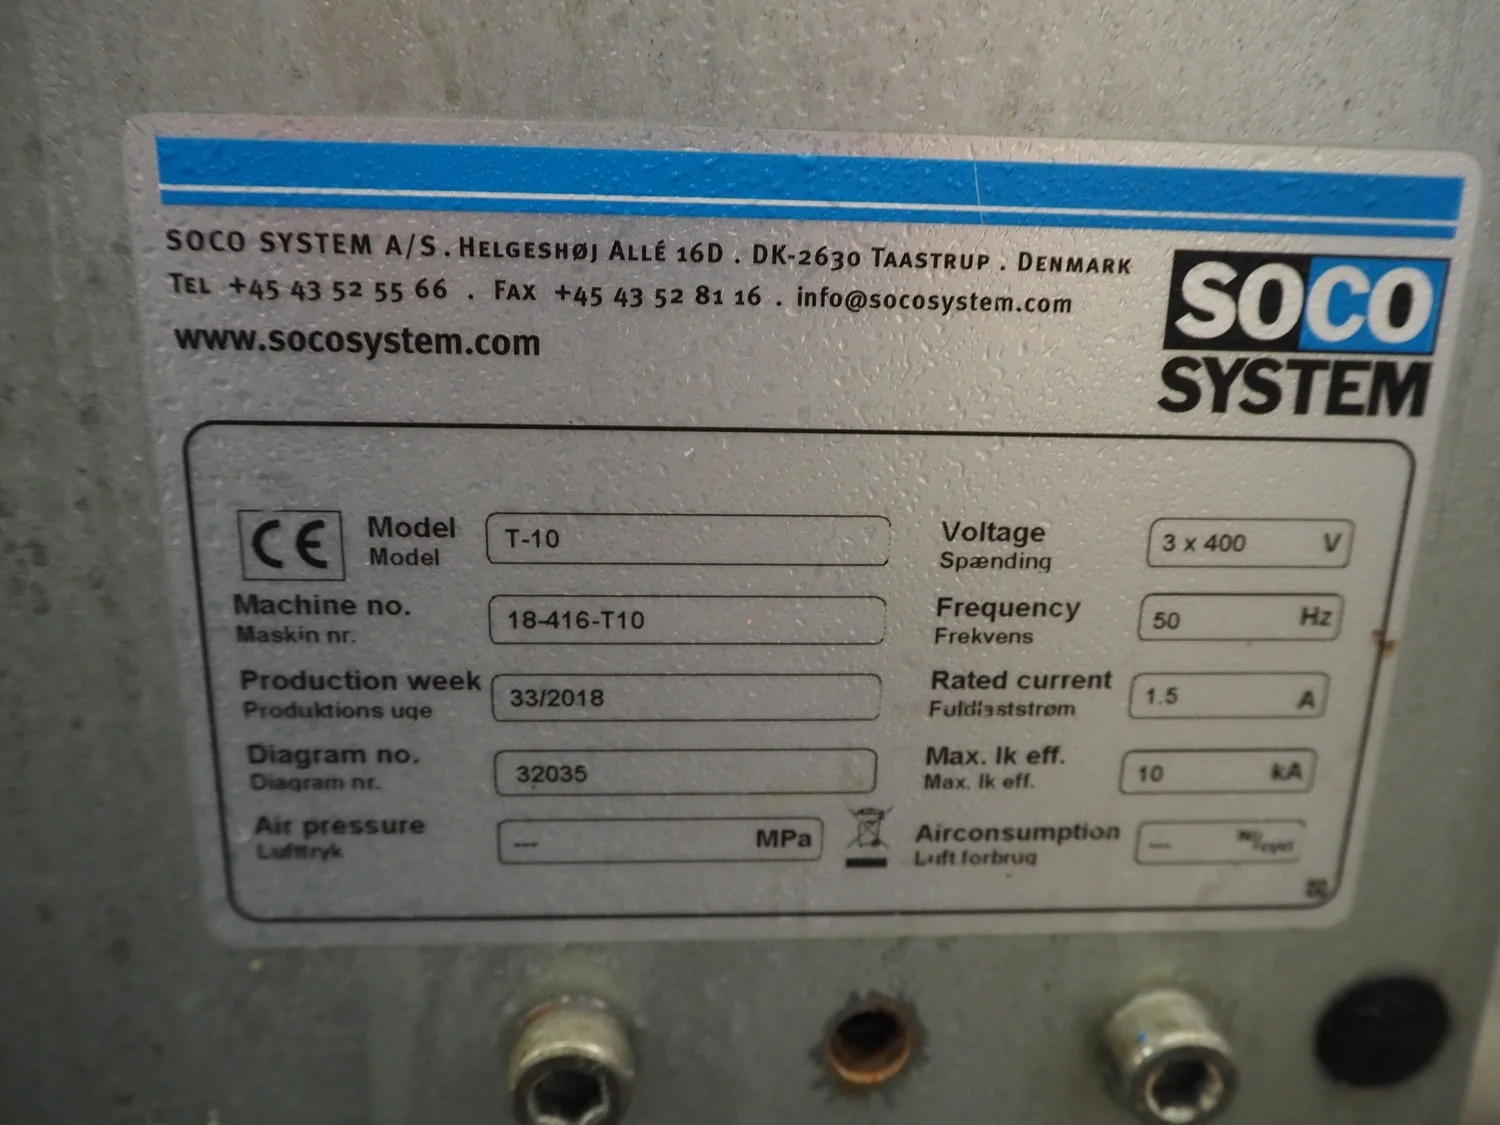 SOCO SYSTEM A/S . HELGESHØJ ALLÉ 16D . DK-2630 TAASTRUP . DENMARK
TEL +45 43 52 55 66 . FAX +45 43 52 81 16 . info@socosystem.com
www.socosystem.com
SOCO
SYSTEM
CE
Model T-10 Voltage 3 x 400 V
Model Spænding
Machine no. 18-416-T10 Frequency 50 Hz
Maskin nr. Frekvens
Production week 33/2018 Rated current 1.5 A
Produktions uge Fuldlaststrøm
Diagram no. 32035 Max. Ik eff. 10 kA
Diagram nr. Max. Ik eff.
Air pressure --- MPa Airconsumption ---
Lufttryk Luft forbrug